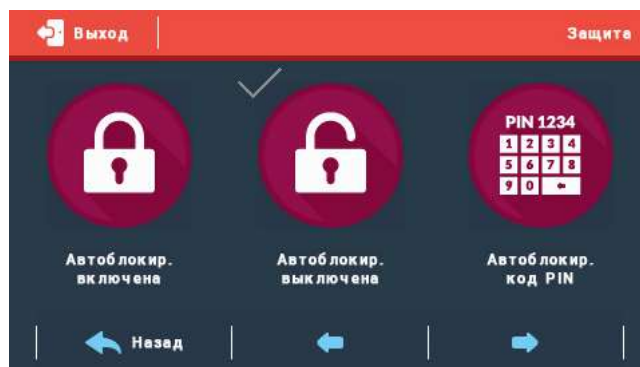 Выход
Защита
PIN 1234
1 2 3 4
5 6 7 8
9 0
Автоблокир.
включена
Автоблокир.
выключена
Автоблокир.
код PIN
Назад